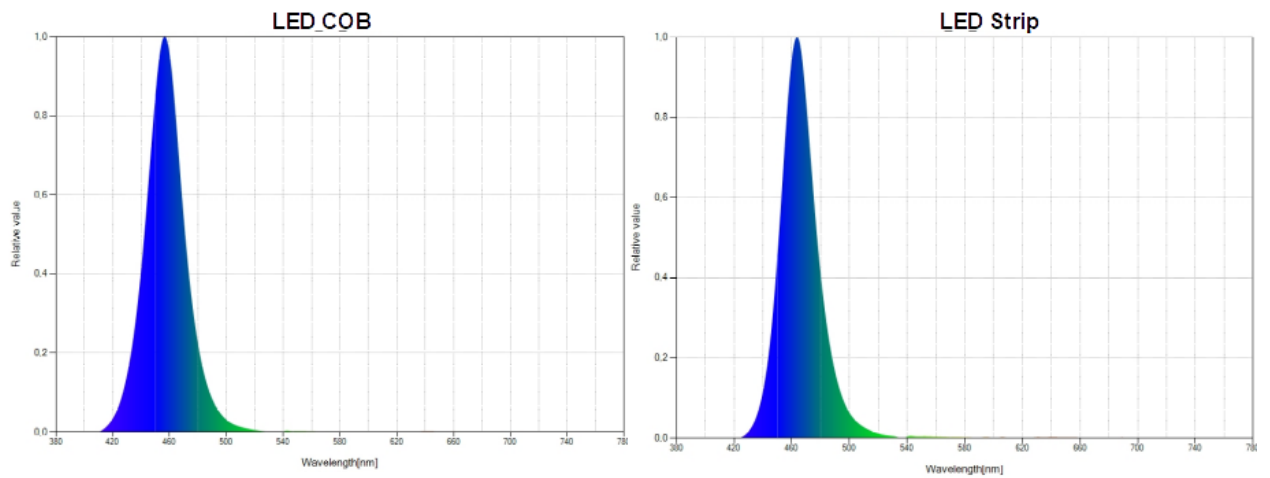 LED_COB
1,0
0,8
0,6
0,4
0,2
0,0
Relative value
380 420 460 500 540 580 620 660 700 740 78
Wavelength[nm]
LED Strip
1,0
0,8
0,6
0,4
0,2
0,0
Relative value
380 420 460 500 540 580 620 660 700 740 780
Wavelength[nm]